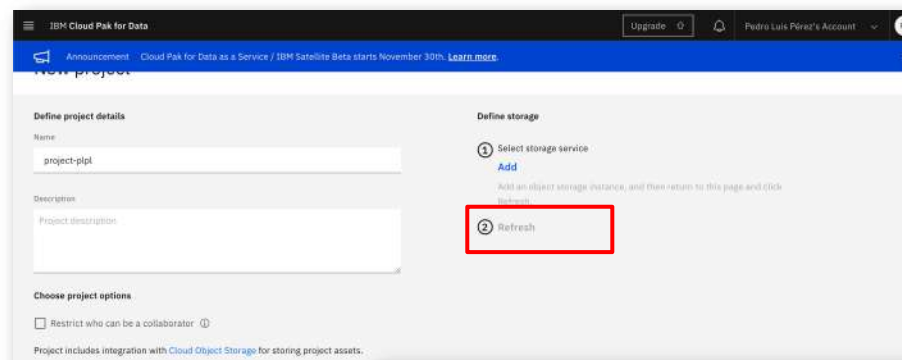 IBM Cloud Pak for Data
Upgrade
Pedro Luis Pérez's Account
Announcement Cloud Pak for Data as a Service / IBM Satellite Beta starts November 30th. Learn more.
New project
Define project details
Name
project-plpl
Description
Project description
Choose project options
Restrict who can be a collaborator
Project includes integration with Cloud Object Storage for storing project assets.
Define storage
1 Select storage service
Add
Add an object storage instance, and then return to this page and click
Refresh.
2 Refresh